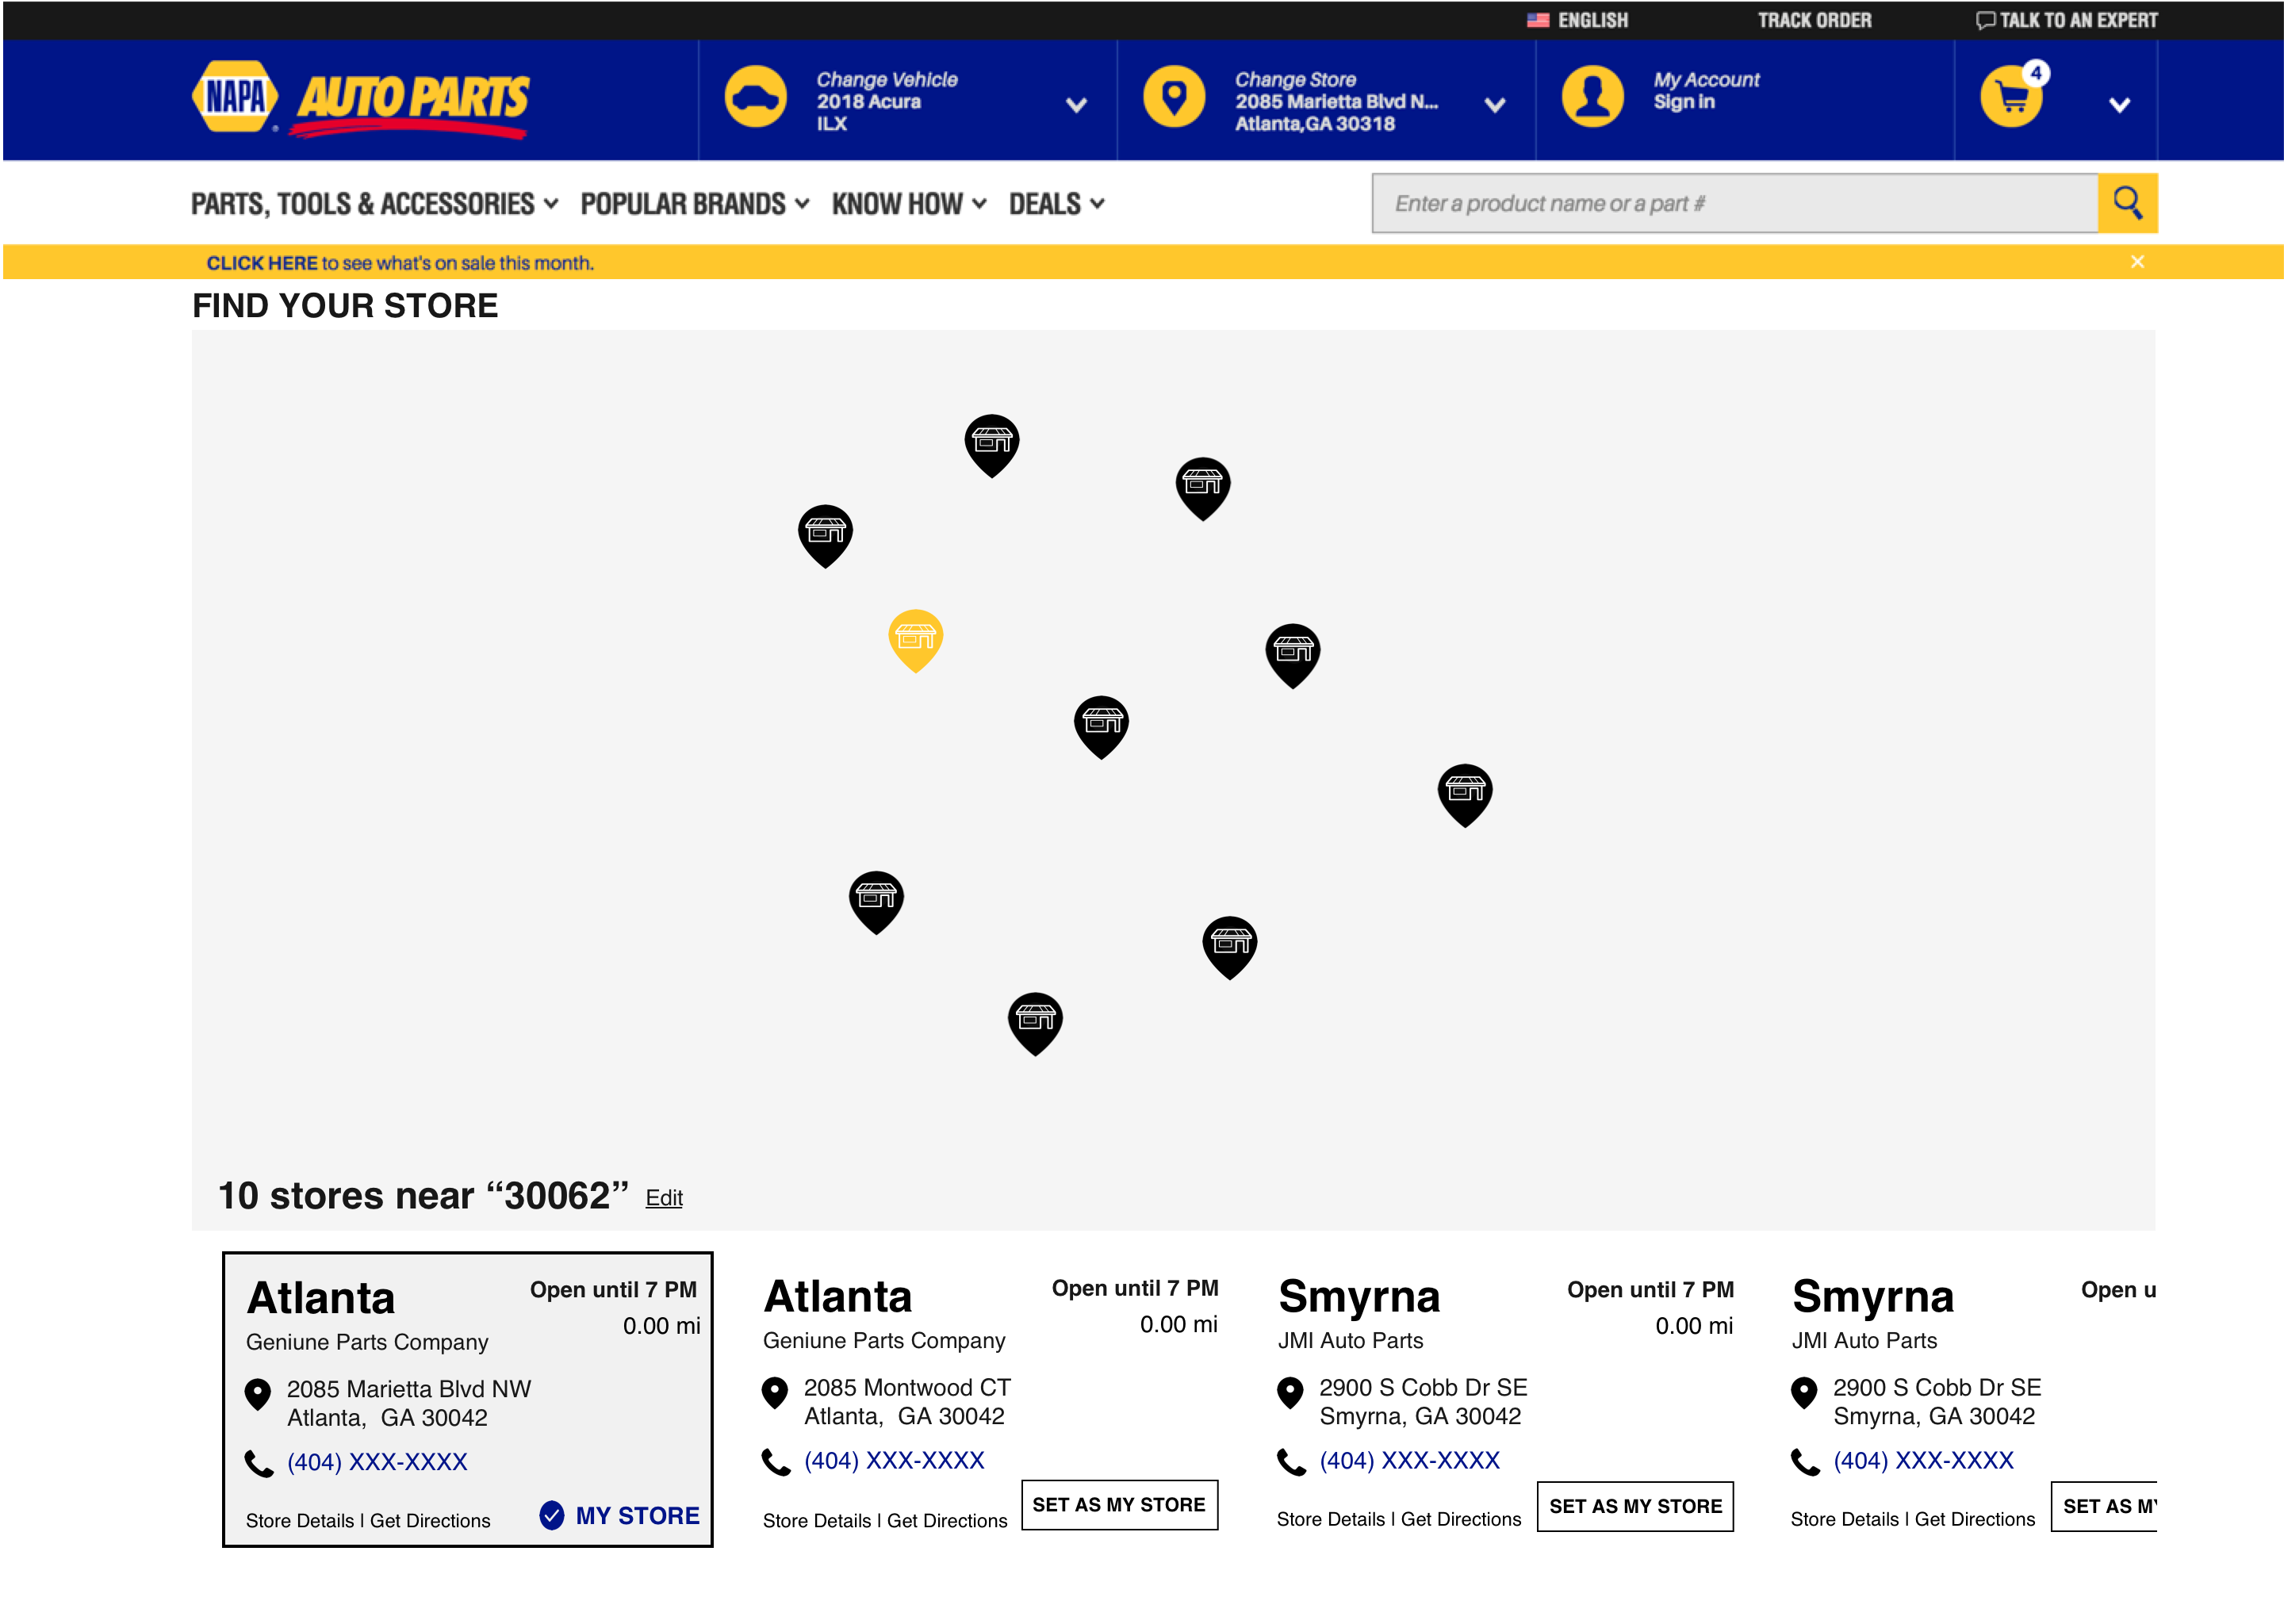 ENGLISH TRACK ORDER TALK TO AN EXPERT
NAPA AUTO PARTS
Change Vehicle
2018 Acura
ILX
Change Store
2085 Marietta Blvd N...
Atlanta,GA 30318
My Account
Sign in
4
PARTS, TOOLS & ACCESSORIES POPULAR BRANDS KNOW HOW DEALS
Enter a product name or a part #
CLICK HERE to see what's on sale this month.
FIND YOUR STORE
10 stores near “30062” Edit
Atlanta
Open until 7 PM
0.00 mi
Geniune Parts Company
2085 Marietta Blvd NW
Atlanta, GA 30042
(404) XXX-XXXX
Store Details | Get Directions
MY STORE
Atlanta
Open until 7 PM
0.00 mi
Geniune Parts Company
2085 Montwood CT
Atlanta, GA 30042
(404) XXX-XXXX
Store Details | Get Directions
SET AS MY STORE
Smyrna
Open until 7 PM
0.00 mi
JMI Auto Parts
2900 S Cobb Dr SE
Smyrna, GA 30042
(404) XXX-XXXX
Store Details | Get Directions
SET AS MY STORE
Smyrna
Open u
JMI Auto Parts
2900 S Cobb Dr SE
Smyrna, GA 30042
(404) XXX-XXXX
Store Details | Get Directions
SET AS MY